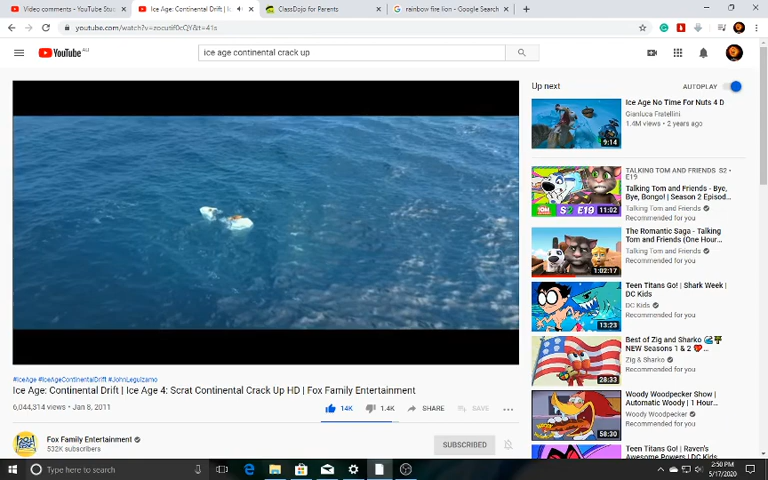 Video comments - YouTube Stu
Ice Age: Continental Drift | I
ClassDojo for Parents
rainbow fire lion - Google Search
youtube.com/watch?v=zocutif0cQY&t=41s
YouTube AU
ice age continental crack up
Up next
AUTOPLAY
Ice Age No Time For Nuts 4 D
Gianluca Fratellini
1.4M views • 2 years ago
9:14
TALKING TOM AND FRIENDS S2 •
E19
Talking Tom and Friends - Bye,
Bye, Bongo! | Season 2 Episod...
Talking Tom and Friends
Recommended for you
S2 E19
11:02
The Romantic Saga - Talking
Tom and Friends (One Hour...
Talking Tom and Friends
Recommended for you
1:02:17
Teen Titans Go! | Shark Week |
DC Kids
DC Kids
Recommended for you
13:23
Best of Zig and Sharko
NEW Seasons 1 & 2
Zig & Sharko
Recommended for you
28:33
Woody Woodpecker Show |
Automatic Woody | 1 Hour...
Woody Woodpecker
Recommended for you
58:30
Teen Titans Go! | Raven's
#IceAge #IceAgeContinentalDrift #JohnLeguizamo
Ice Age: Continental Drift | Ice Age 4: Scrat Continental Crack Up HD | Fox Family Entertainment
6,044,314 views • Jan 8, 2011
14K
1.4K
SHARE
SAVE
Fox Family Entertainment
532K subscribers
SUBSCRIBED
Type here to search
2:50 PM
5/17/2020